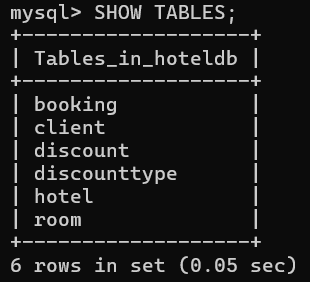 mysql> SHOW TABLES;
+-------------------+
| Tables_in_hoteldb |
+-------------------+
| booking           |
| client            |
| discount          |
| discounttype      |
| hotel             |
| room              |
+-------------------+
6 rows in set (0.05 sec)